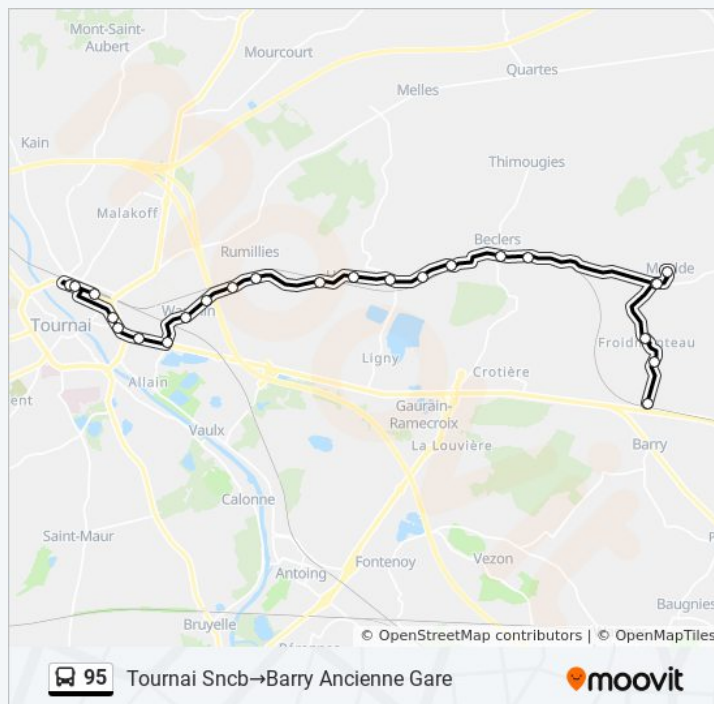 Mont-Saint-
Aubert
Mourcourt
Quartes
Melles
Kain
Thimougies
Malakoff
Beclers
Rumillies
Tournai
Froidm
nteau
Allain
Ligny
Crotière
ent
Vaulx
Gaurain-
Ramecroix
La Louvière
Barry
Calonne
Saint-Maur
Fontenoy
Vezon
Antoing
Baugnies
Bruyelle
© OpenStreetMap contributors | © OpenMapTiles
95
Tournai Sncb→Barry Ancienne Gare
moovit